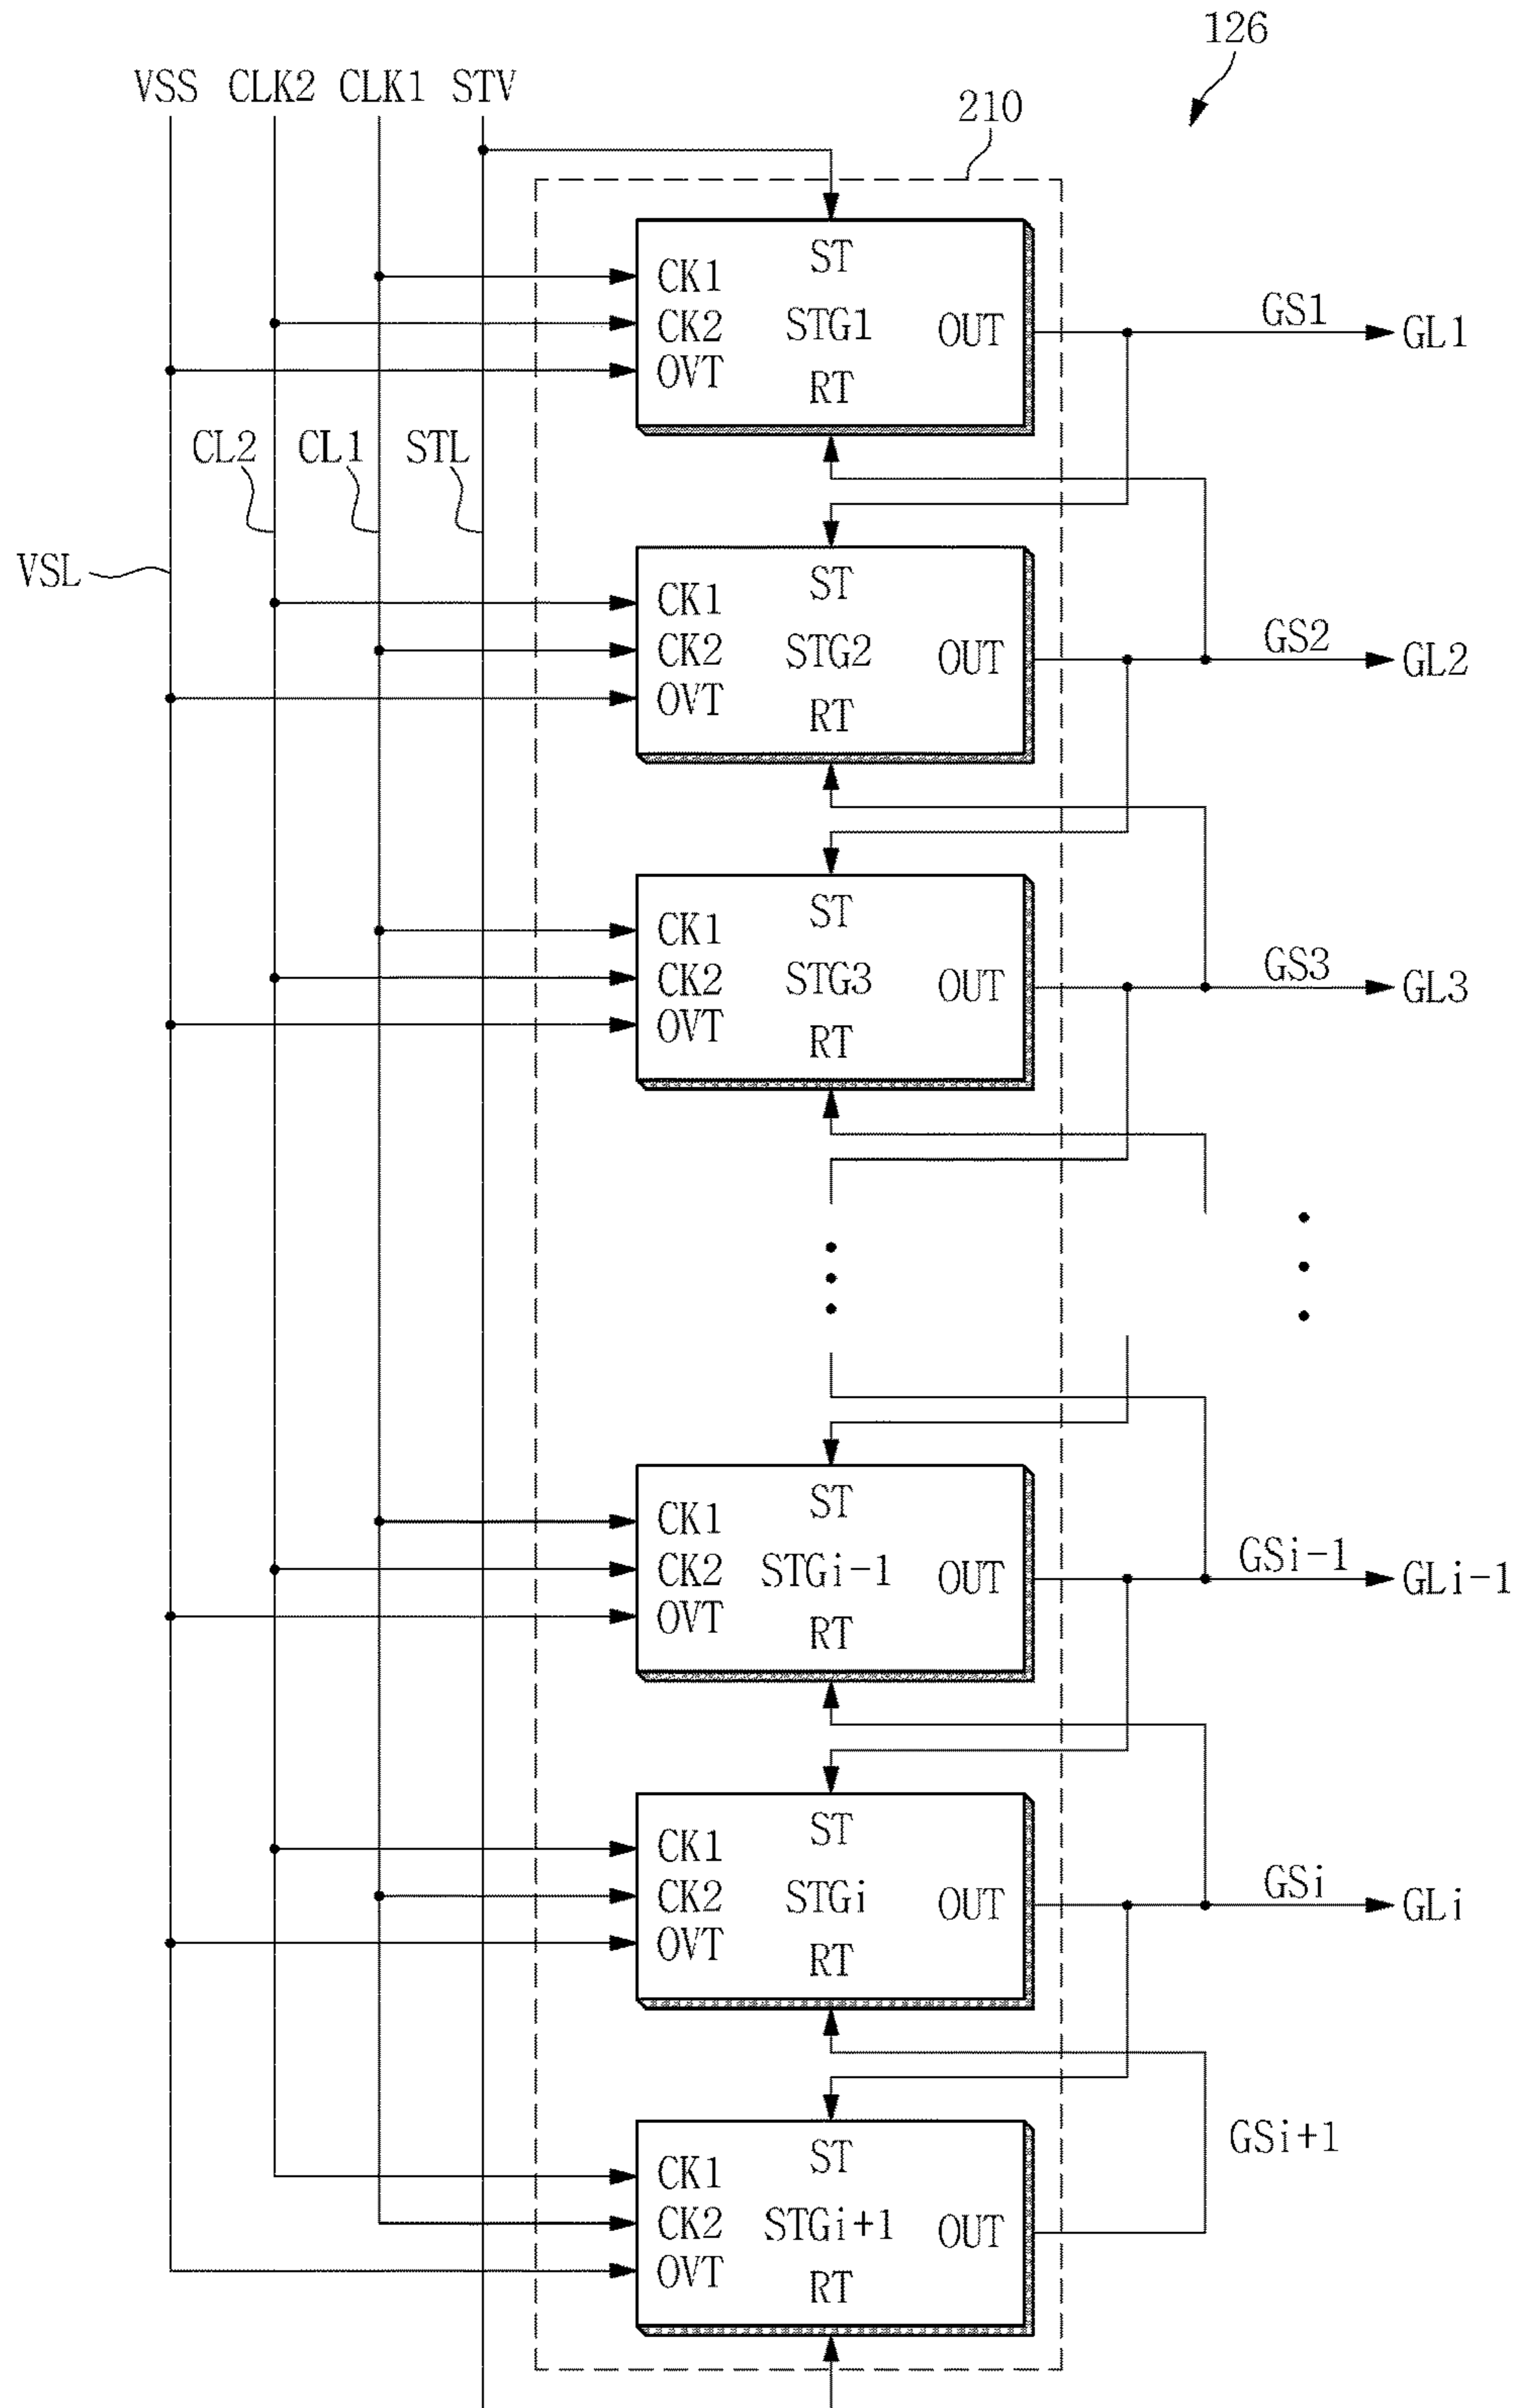 126
VSS CLK2 CLK1 STV
210
ST
CK1
CK2 STG1 OUT
OVT
RT
GS1
GL1
CL2 CL1 STL
VSL
ST
CK1
CK2 STG2 OUT
OVT
RT
GS2
GL2
ST
CK1
CK2 STG3 OUT
OVT
RT
GS3
GL3
ST
CK1
CK2 STGi-1 OUT
OVT
RT
GSi-1
GLi-1
ST
CK1
CK2 STGi OUT
OVT
RT
GSi
GLi
ST
CK1
CK2 STGi+1 OUT
OVT
RT
GSi+1